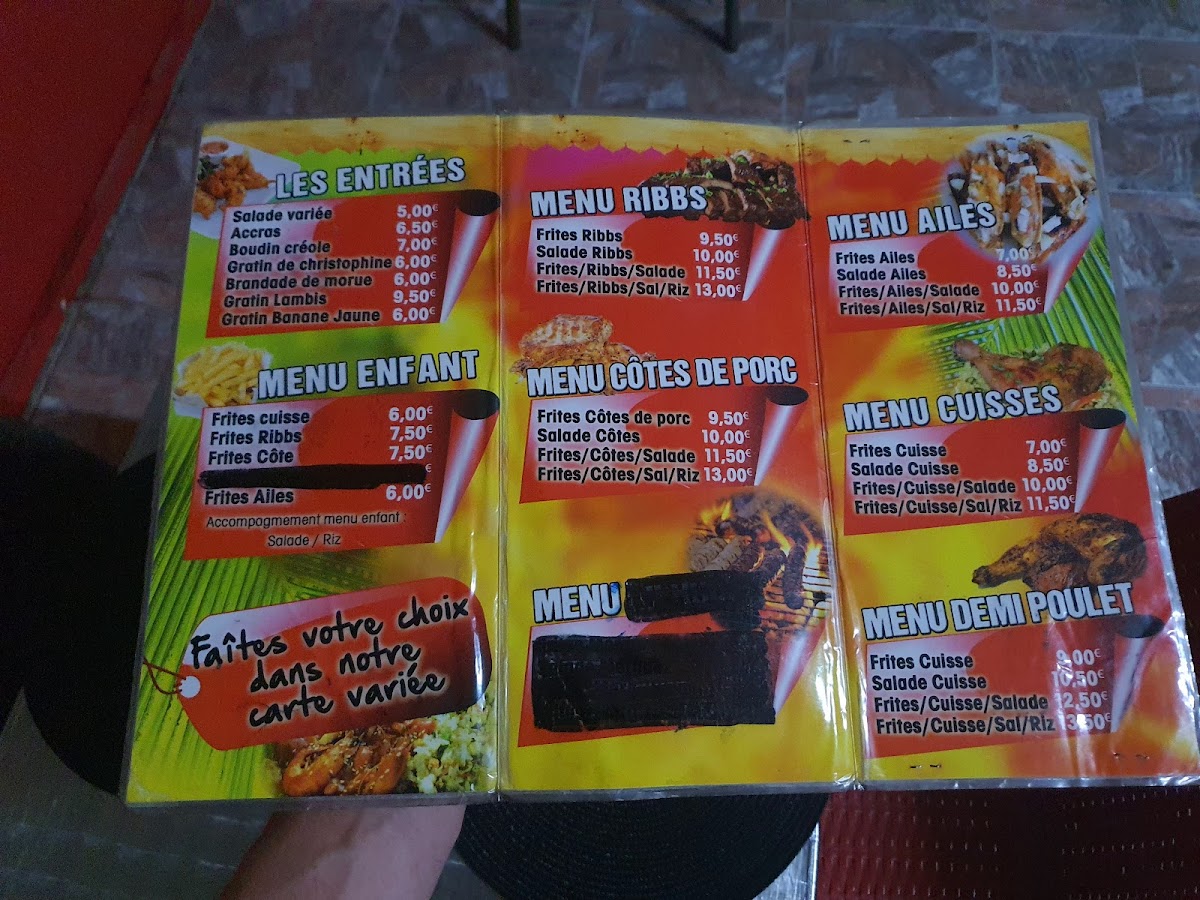 LES ENTRÉES
Salade variée 5,00€
Accras 6,50€
Boudin créole 7,00€
Gratin de christophine 6,00€
Brandade de morue 6,00€
Gratin Lambis 9,50€
Gratin Banane Jaune 6,00€
MENU ENFANT
Frites cuisse 6,00€
Frites Ribbs 7,50€
Frites Côte 7,50€
€
Frites Ailes 6,00€
Accompagmement menu enfant :
Salade / Riz
Faîtes votre choix
dans notre
carte variée
MENU RIBBS
Frites Ribbs 9,50€
Salade Ribbs 10,00€
Frites/Ribbs/Salade 11,50€
Frites/Ribbs/Sal/Riz 13,00€
MENU CÔTES DE PORC
Frites Côtes de porc 9,50€
Salade Côtes 10,00€
Frites/Côtes/Salade 11,50€
Frites/Côtes/Sal/Riz 13,00€
MENU
MENU AILES
Frites Ailes 7,00€
Salade Ailes 8,50€
Frites/Ailes/Salade 10,00€
Frites/Ailes/Sal/Riz 11,50€
MENU CUISSES
Frites Cuisse 7,00€
Salade Cuisse 8,50€
Frites/Cuisse/Salade 10,00€
Frites/Cuisse/Sal/Riz 11,50€
MENU DEMI POULET
Frites Cuisse 9,00€
Salade Cuisse 10,50€
Frites/Cuisse/Salade 12,50€
Frites/Cuisse/Sal/Riz 13,50€